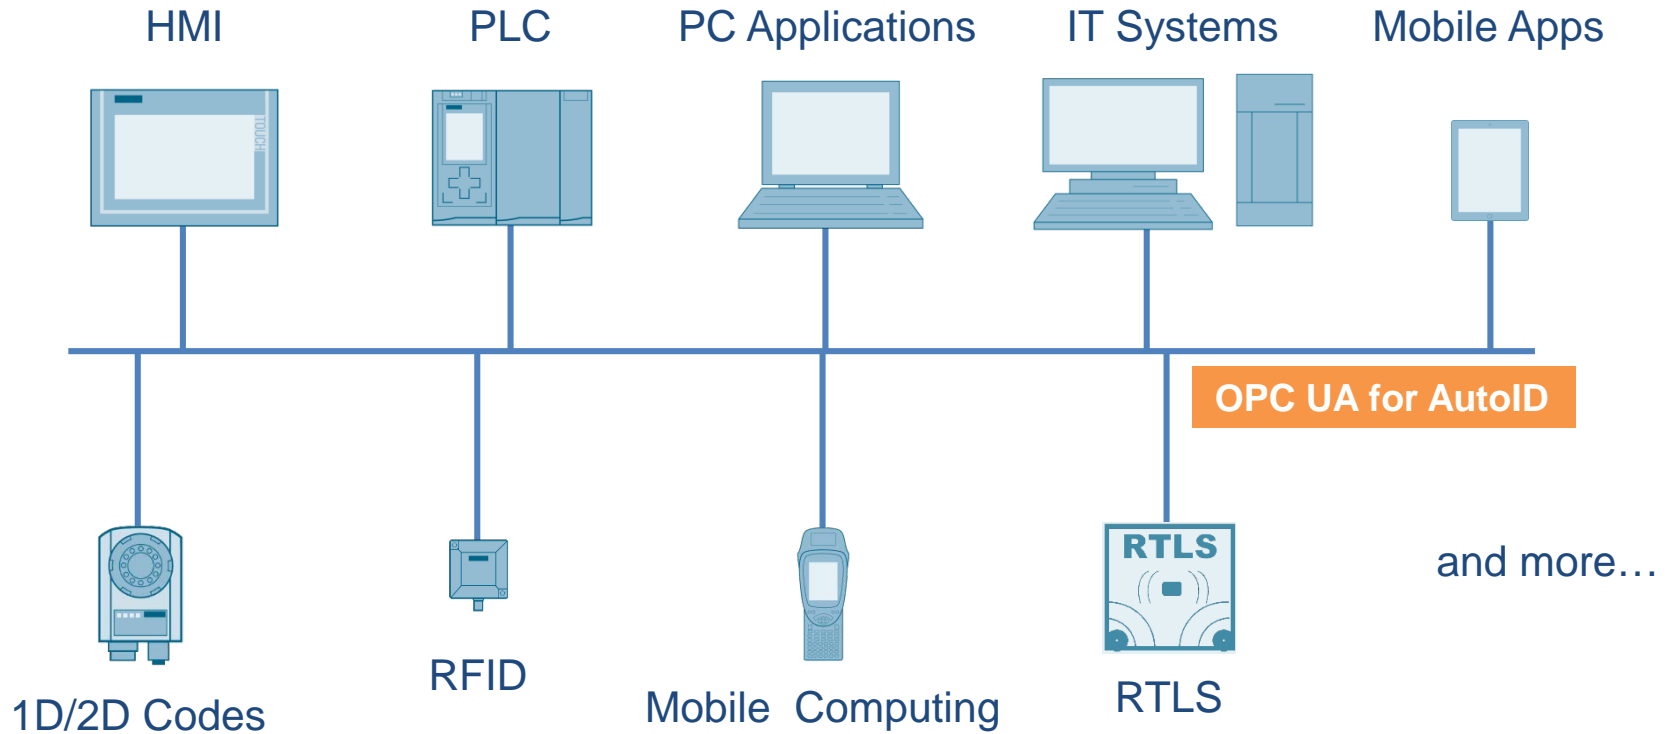 HMI
PLC
PC Applications
IT Systems
Mobile Apps
TOUCH
OPC UA for AutoID
RTLS
and more…
1D/2D Codes
RFID
Mobile Computing
RTLS